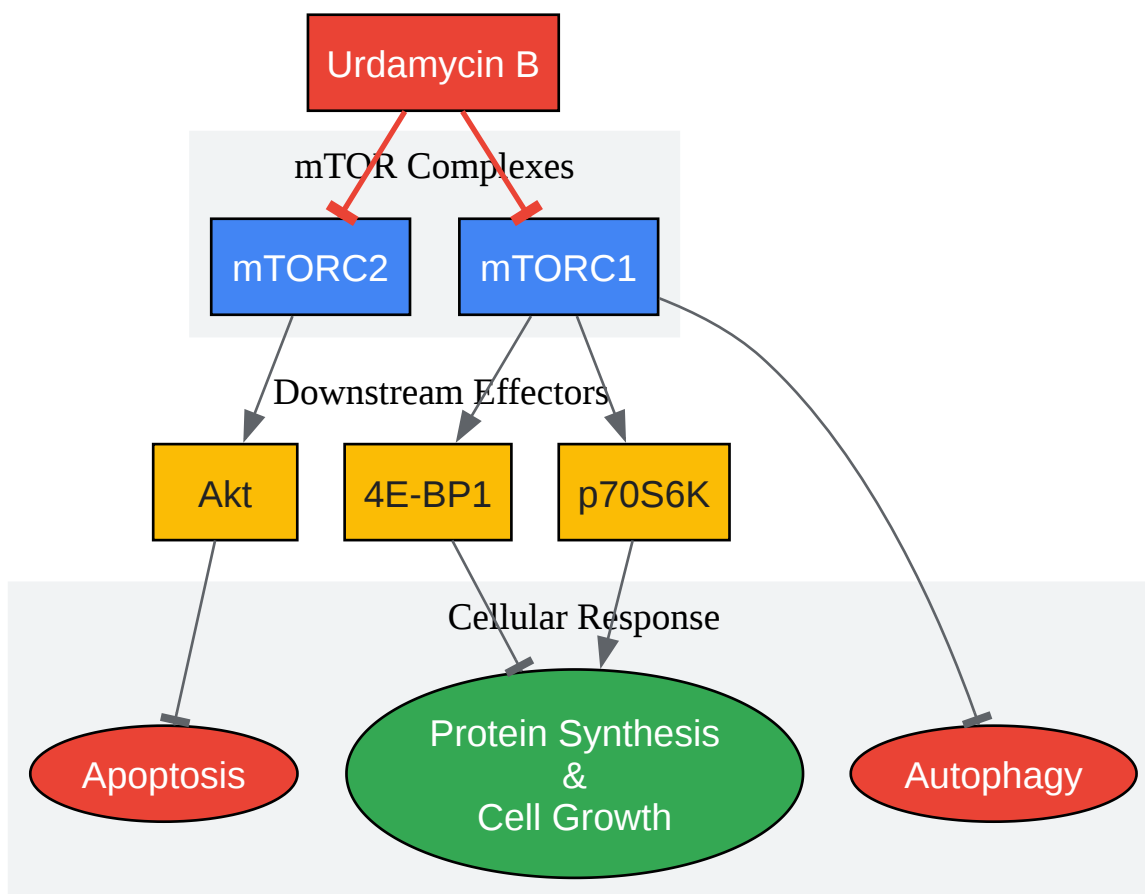 Urdamycin B
mTOR Complexes
mTORC2
mTORC1
Downstream Effectors
Akt
4E-BP1
p70S6K
Cellular Response
Apoptosis
Protein Synthesis
&
Cell Growth
Autophagy